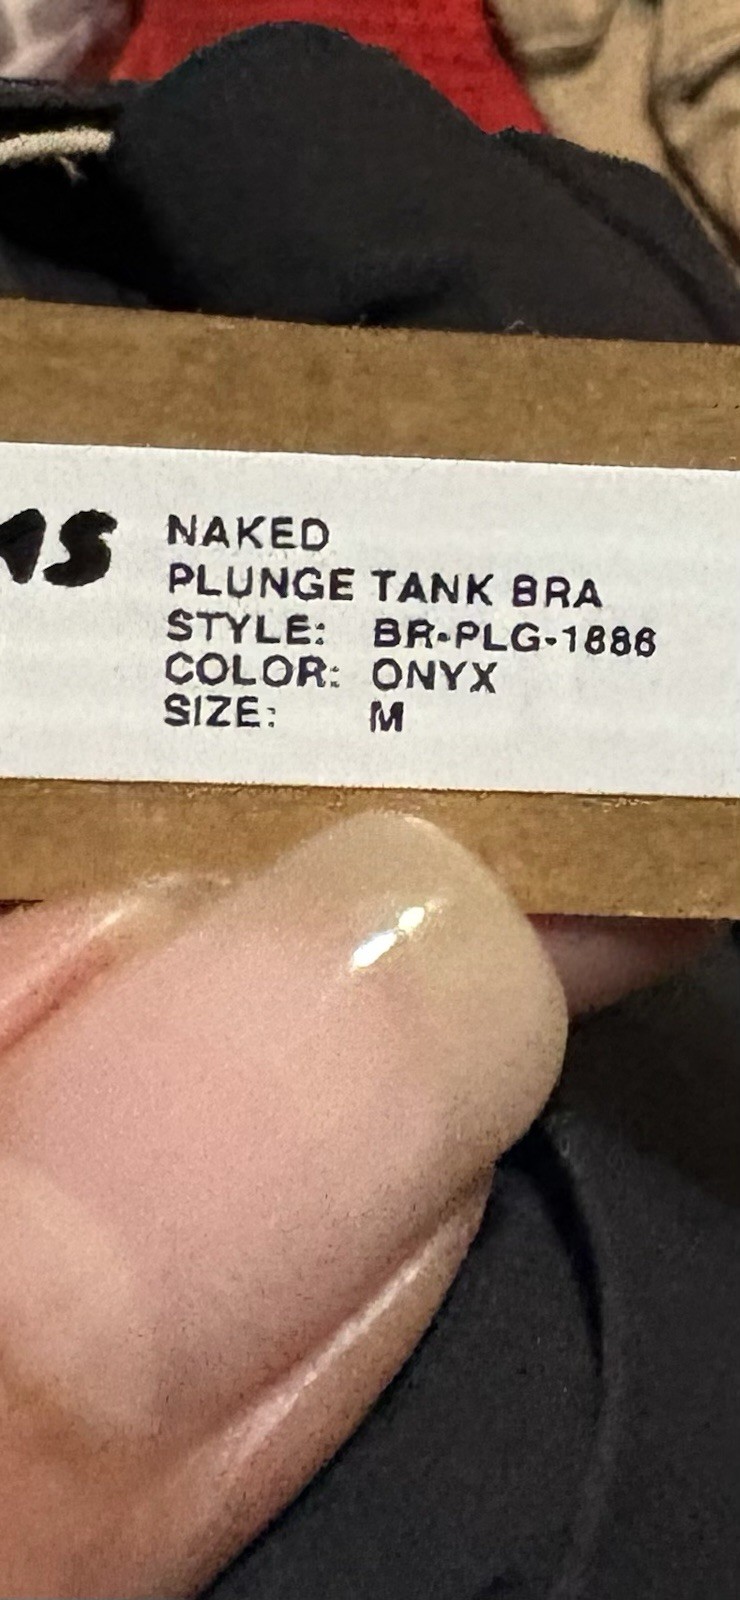 NAKED
PLUNGE TANK BRA
STYLE: BR-PLG-1886
COLOR: ONYX
SIZE: M